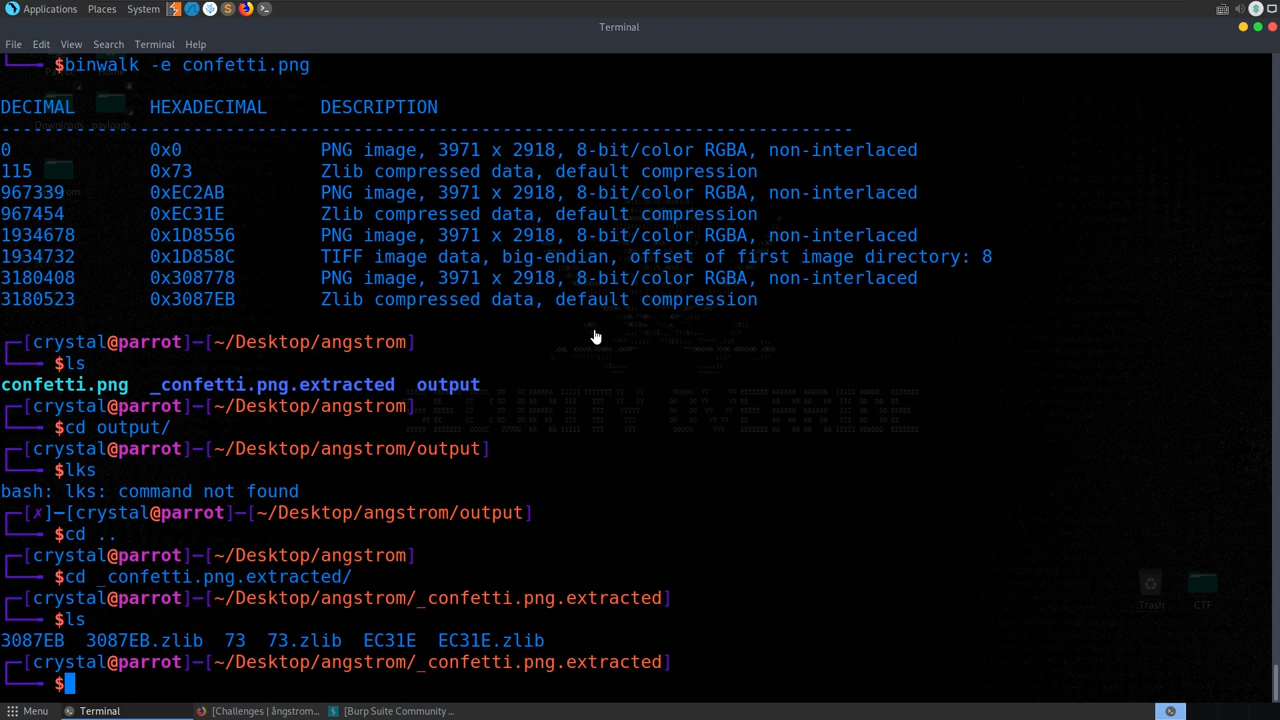 Applications Places System
Terminal
File Edit View Search Terminal Help
$binwalk -e confetti.png
DECIMAL HEXADECIMAL DESCRIPTION
--------------------------------------------------------------------------------
0 0x0 PNG image, 3971 x 2918, 8-bit/color RGBA, non-interlaced
115 0x73 Zlib compressed data, default compression
967339 0xEC2AB PNG image, 3971 x 2918, 8-bit/color RGBA, non-interlaced
967454 0xEC31E Zlib compressed data, default compression
1934678 0x1D8556 PNG image, 3971 x 2918, 8-bit/color RGBA, non-interlaced
1934732 0x1D858C TIFF image data, big-endian, offset of first image directory: 8
3180408 0x308778 PNG image, 3971 x 2918, 8-bit/color RGBA, non-interlaced
3180523 0x3087EB Zlib compressed data, default compression
┌─[crystal@parrot]─[~/Desktop/angstrom]
└──╼ $ls
confetti.png _confetti.png.extracted output
┌─[crystal@parrot]─[~/Desktop/angstrom]
└──╼ $cd output/
┌─[crystal@parrot]─[~/Desktop/angstrom/output]
└──╼ $lks
bash: lks: command not found
┌─[✗]─[crystal@parrot]─[~/Desktop/angstrom/output]
└──╼ $cd ..
┌─[crystal@parrot]─[~/Desktop/angstrom]
└──╼ $cd _confetti.png.extracted/
┌─[crystal@parrot]─[~/Desktop/angstrom/_confetti.png.extracted]
└──╼ $ls
3087EB 3087EB.zlib 73 73.zlib EC31E EC31E.zlib
┌─[crystal@parrot]─[~/Desktop/angstrom/_confetti.png.extracted]
└──╼ $
Downloads payloads
Trash CTF
Menu Terminal [Challenges | ångstrom... [Burp Suite Community ...